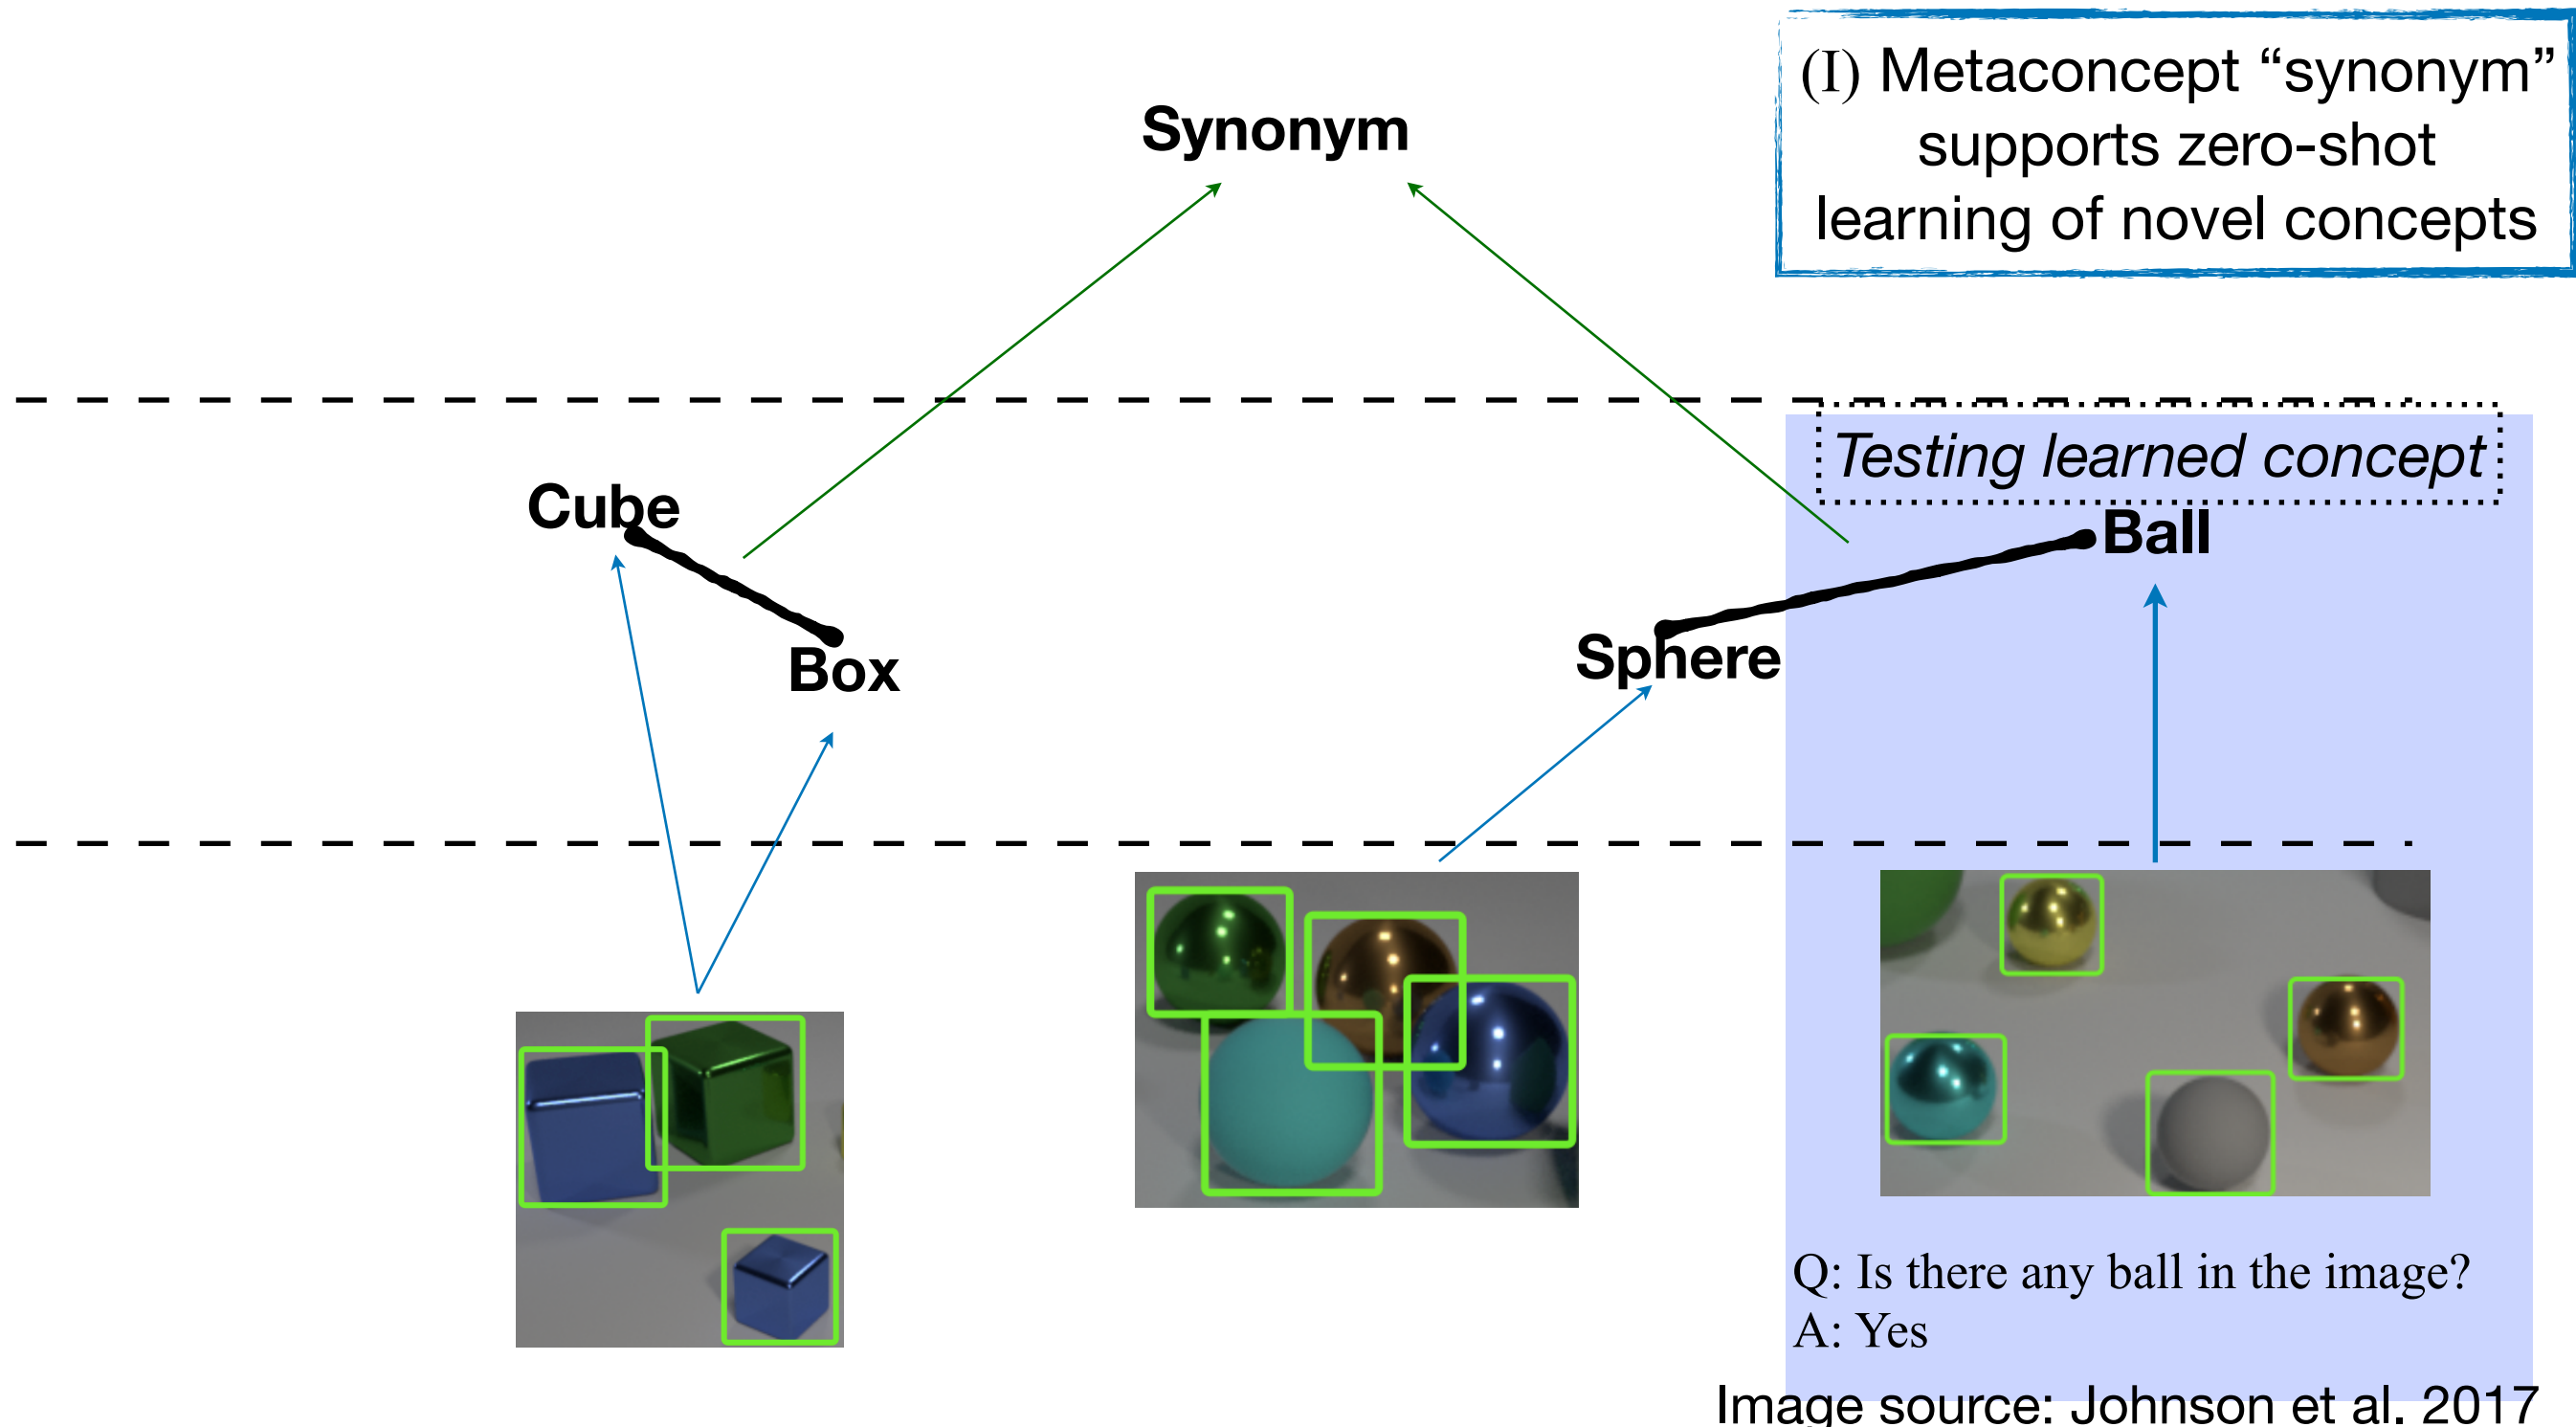 (I) Metaconcept “synonym”
supports zero-shot
learning of novel concepts
Synonym
Testing learned concept
Cube
Ball
Box
Sphere
Q: Is there any ball in the image?
A: Yes
Image source: Johnson et al. 2017